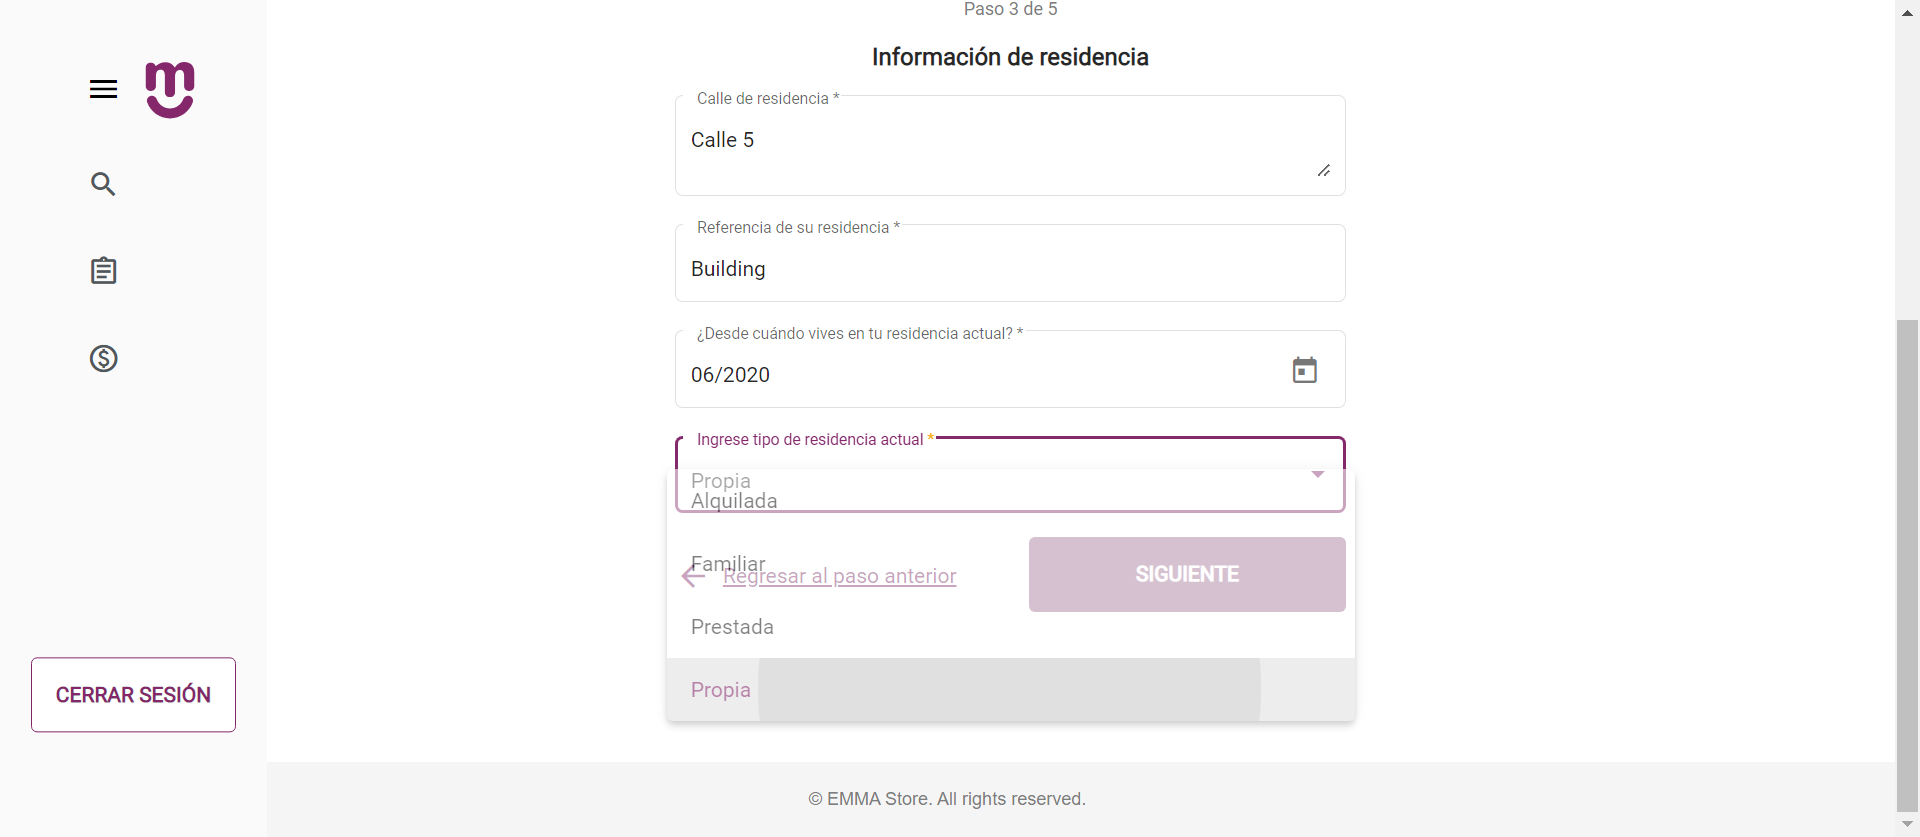 Paso 3 de 5
Información de residencia
Calle de residencia *
Calle 5
Referencia de su residencia *
Building
¿Desde cuándo vives en tu residencia actual? *
06/2020
Ingrese tipo de residencia actual *
Propia
Alquilada
Familiar
Regresar al paso anterior
SIGUIENTE
Prestada
Propia
CERRAR SESIÓN
© EMMA Store. All rights reserved.